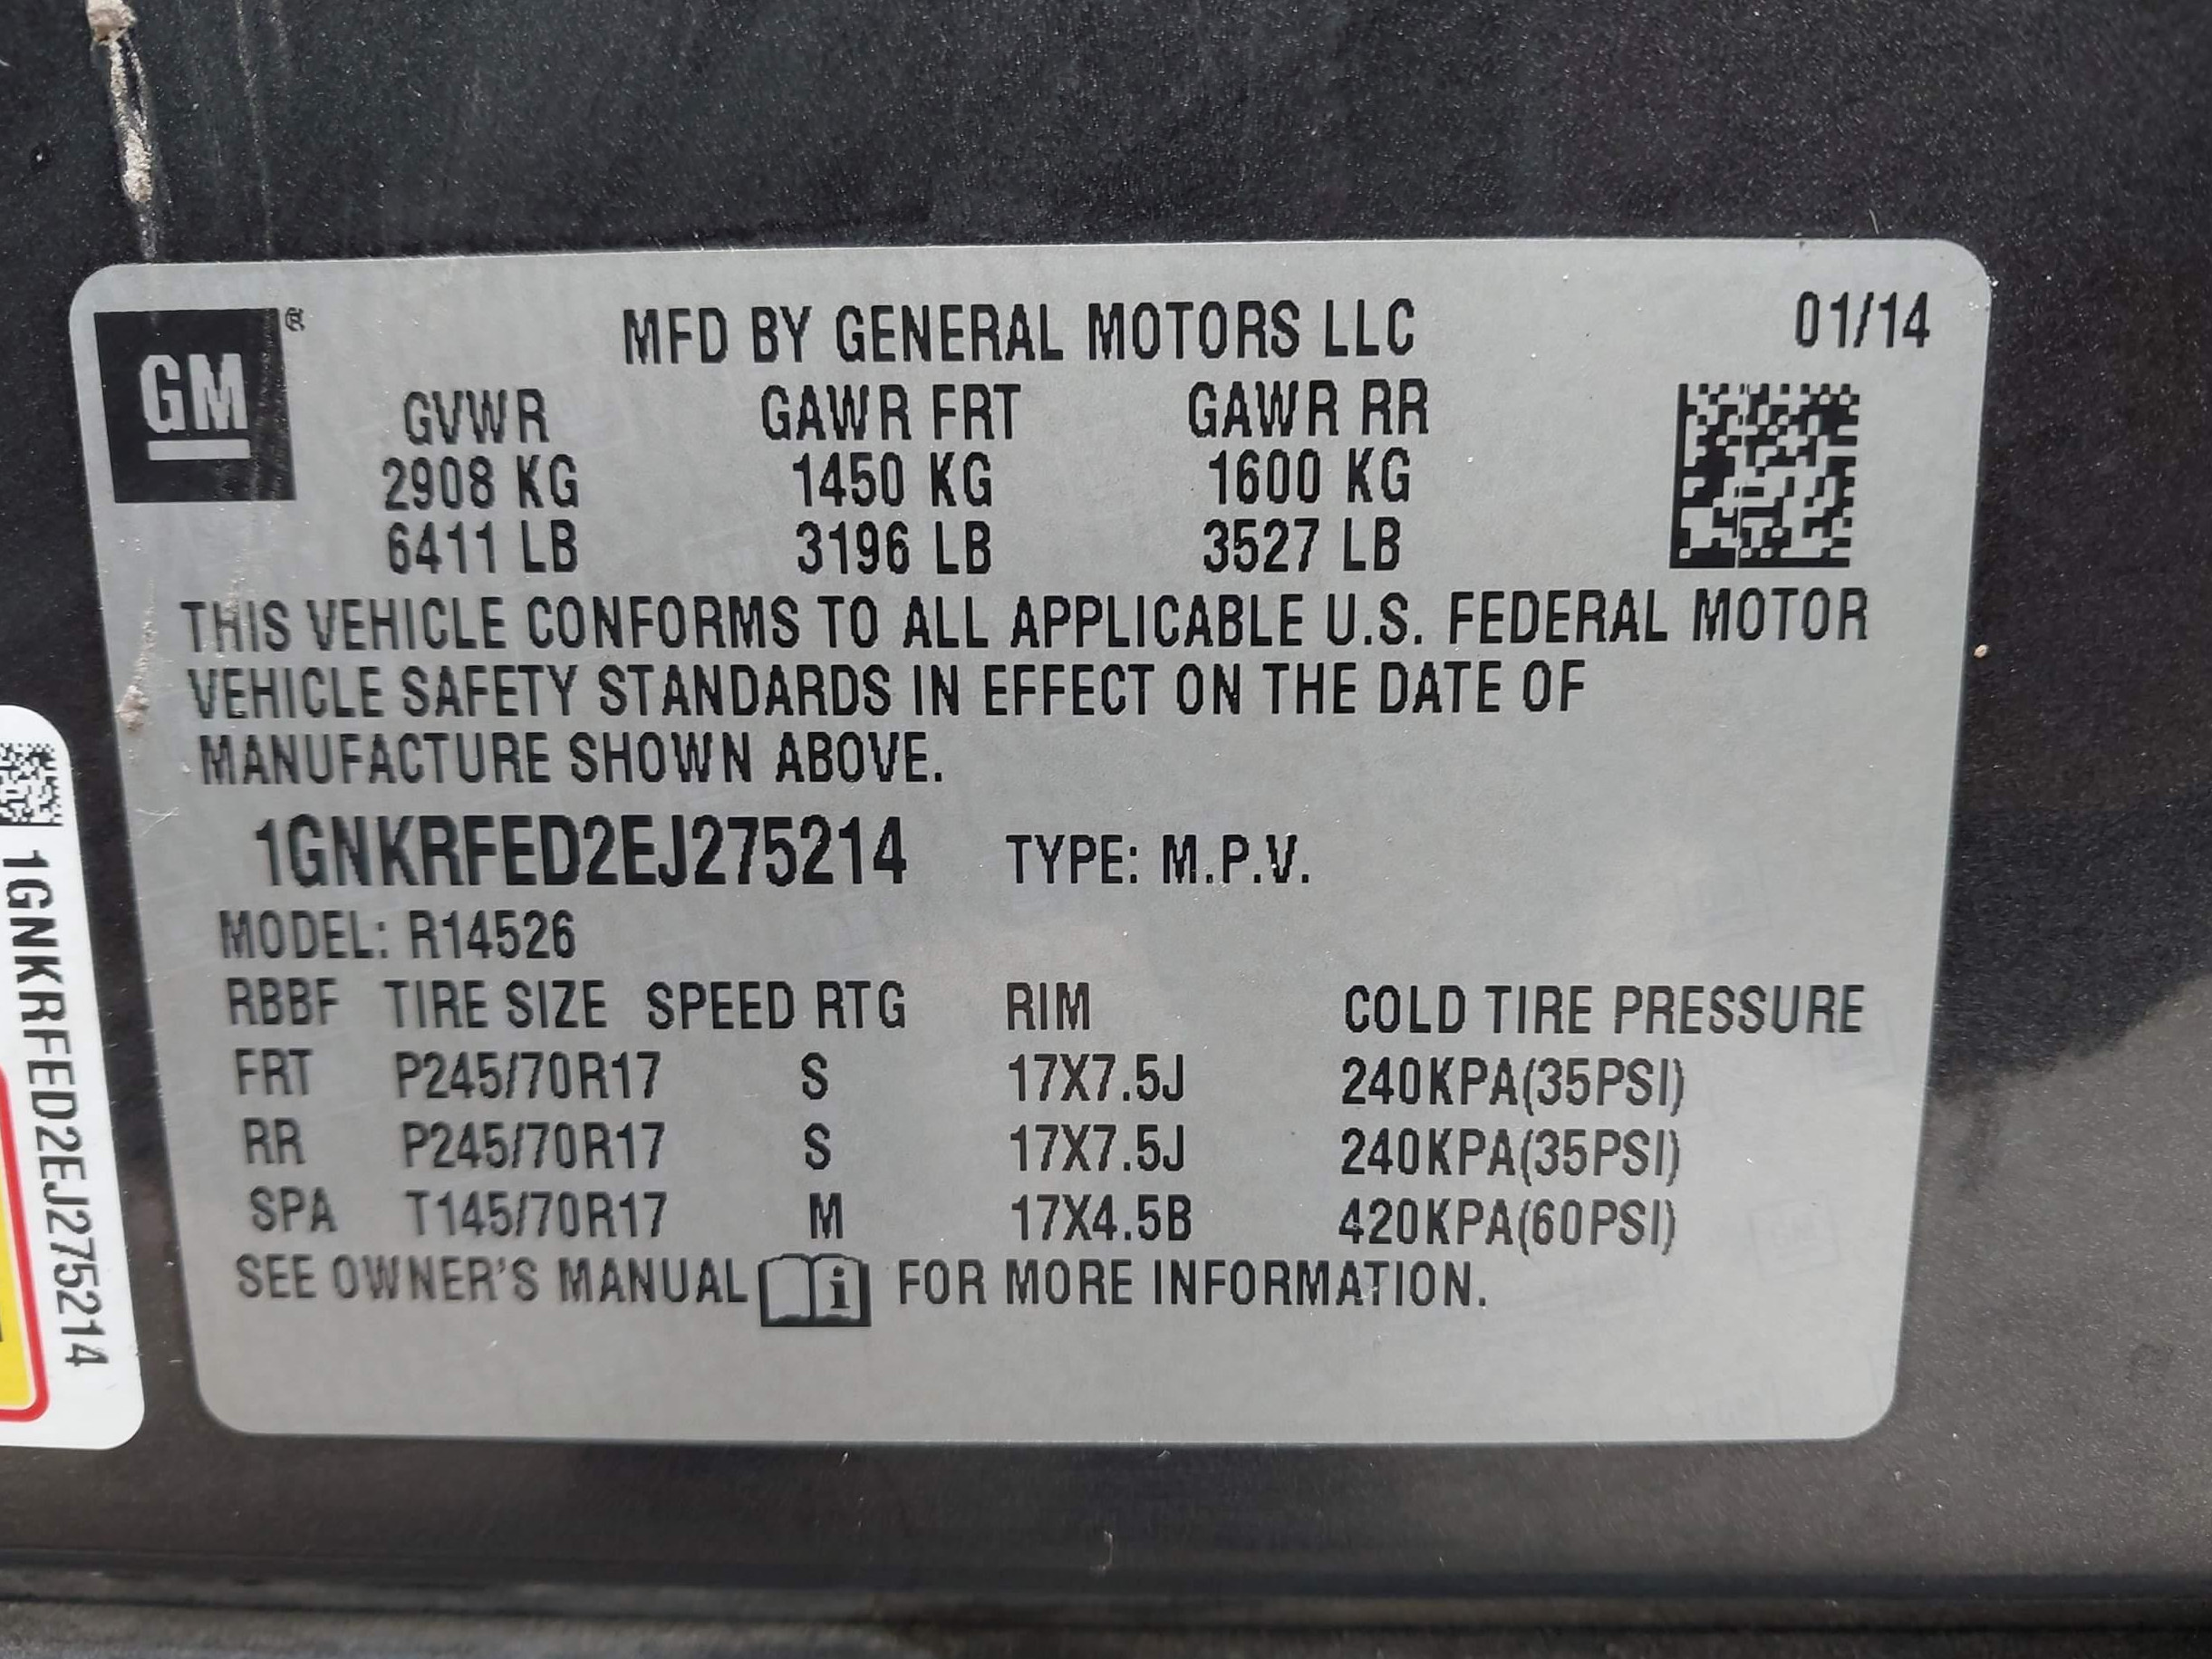 GM ®
MFD BY GENERAL MOTORS LLC 01/14
GVWR GAWR FRT GAWR RR
2908 KG 1450 KG 1600 KG
6411 LB 3196 LB 3527 LB
THIS VEHICLE CONFORMS TO ALL APPLICABLE U.S. FEDERAL MOTOR
VEHICLE SAFETY STANDARDS IN EFFECT ON THE DATE OF
MANUFACTURE SHOWN ABOVE.
1GNKRFED2EJ275214 TYPE: M.P.V.
MODEL: R14526
RBBF TIRE SIZE SPEED RTG RIM COLD TIRE PRESSURE
FRT P245/70R17 S 17X7.5J 240KPA(35PSI)
RR P245/70R17 S 17X7.5J 240KPA(35PSI)
SPA T145/70R17 M 17X4.5B 420KPA(60PSI)
SEE OWNER'S MANUAL i FOR MORE INFORMATION.
1GNKRFED2EJ275214